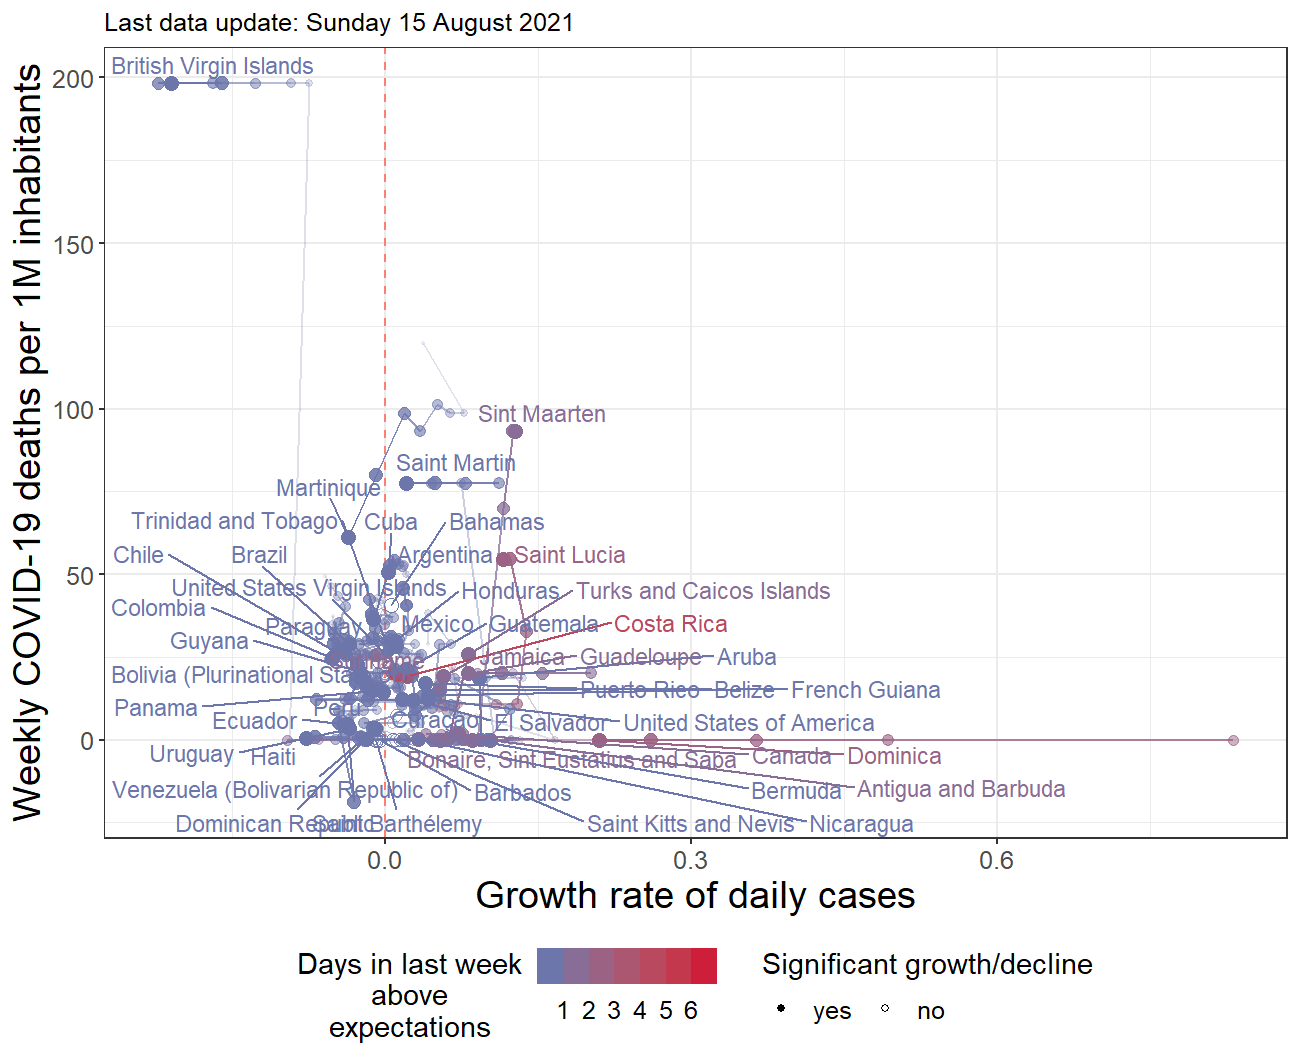 Last data update: Sunday 15 August 2021
Weekly COVID-19 deaths per 1M inhabitants
200
150
100
50
0
British Virgin Islands
Sint Maarten
Saint Martin
Martinique
Trinidad and Tobago
Cuba
Bahamas
Chile
Brazil
Argentina
Saint Lucia
United States Virgin Islands
Honduras
Turks and Caicos Islands
Colombia
Paraguay
Mexico
Guatemala
Costa Rica
Guyana
Suriname
Jamaica
Guadeloupe
Aruba
Bolivia (Plurinational Sta
Puerto Rico
Belize
French Guiana
Panama
Peru
Ecuador
Curaçao
El Salvador
United States of America
Uruguay
Haiti
Bonaire, Sint Eustatius and Saba
Canada
Dominica
Venezuela (Bolivarian Republic of)
Barbados
Bermuda
Antigua and Barbuda
Dominican Republic
Saint Barthélemy
Saint Kitts and Nevis
Nicaragua
0.0
0.3
0.6
Growth rate of daily cases
Days in last week
above
expectations
1 2 3 4 5 6
Significant growth/decline
yes
no